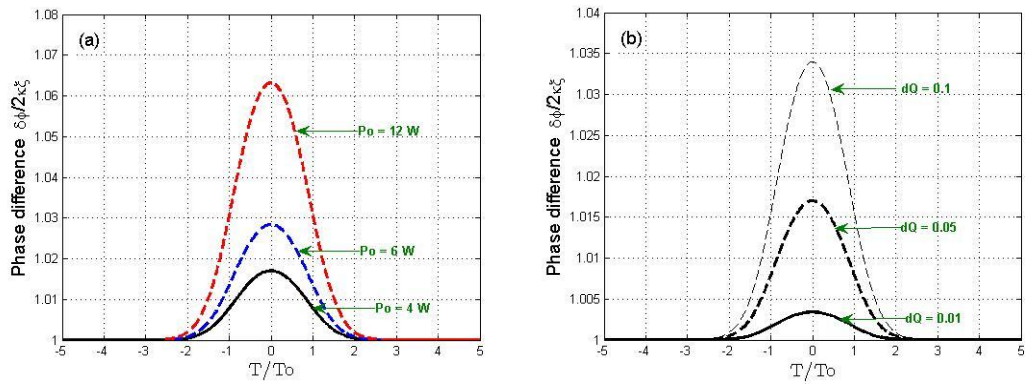 (a)
Phase difference δϕ/2κξ
1.08
1.07
1.06
1.05
1.04
1.03
1.02
1.01
1
Po = 12 W
Po = 6 W
Po = 4 W
-5 -4 -3 -2 -1 0 1 2 3 4 5
T/To
(b)
Phase difference δϕ/2κξ
1.04
1.035
1.03
1.025
1.02
1.015
1.01
1.005
1
dQ = 0.1
dQ = 0.05
dQ = 0.01
-5 -4 -3 -2 -1 0 1 2 3 4 5
T/To